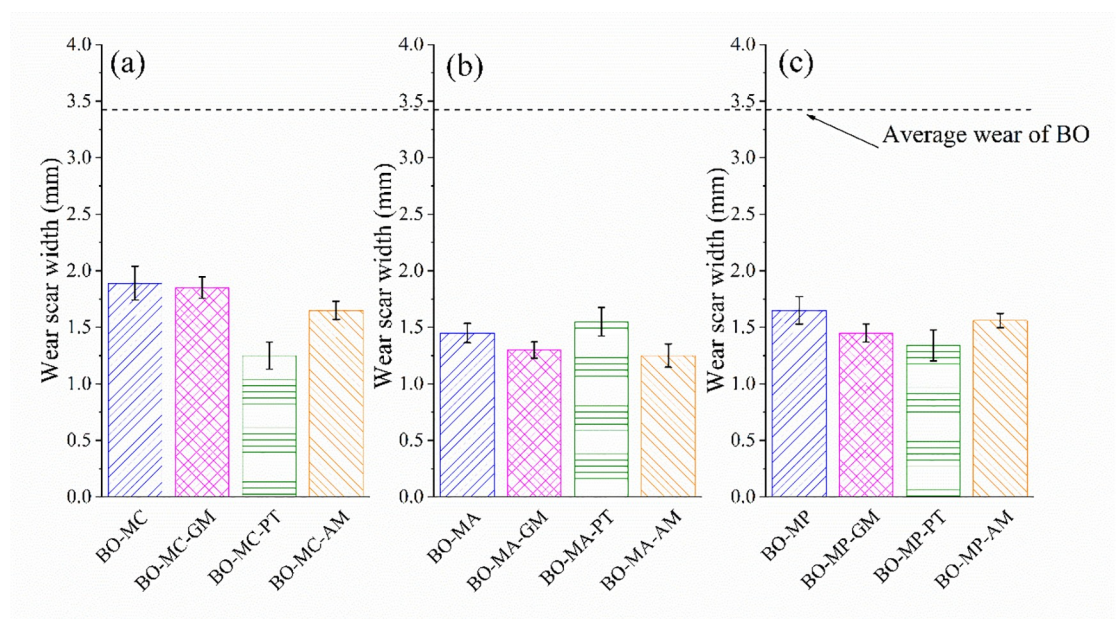 (a)
Wear scar width (mm)
4.0
3.5
3.0
2.5
2.0
1.5
1.0
0.5
0.0
BO-MC
BO-MC-GM
BO-MC-PT
BO-MC-AM
(b)
Wear scar width (mm)
4.0
3.5
3.0
2.5
2.0
1.5
1.0
0.5
0.0
BO-MA
BO-MA-GM
BO-MA-PT
BO-MA-AM
(c)
Wear scar width (mm)
4.0
3.5
3.0
2.5
2.0
1.5
1.0
0.5
0.0
Average wear of BO
BO-MP
BO-MP-GM
BO-MP-PT
BO-MP-AM